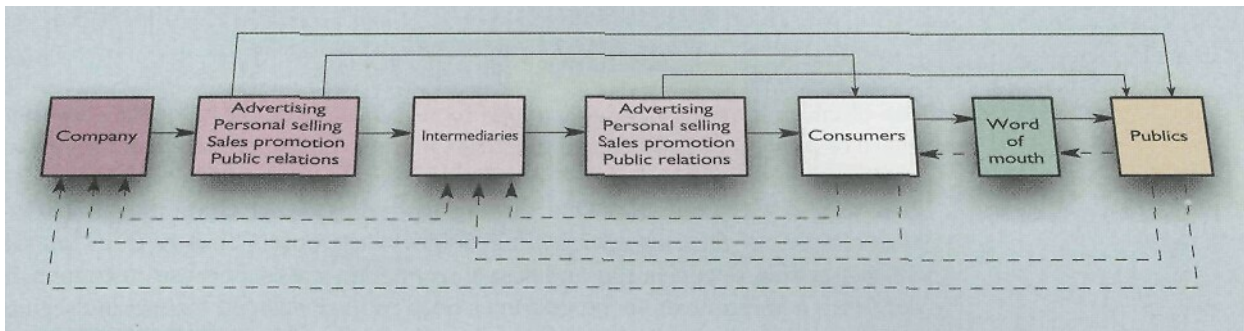 Company
Advertising
Personal selling
Sales promotion
Public relations
Intermediaries
Advertising
Personal selling
Sales promotion
Public relations
Consumers
Word
of
mouth
Publics